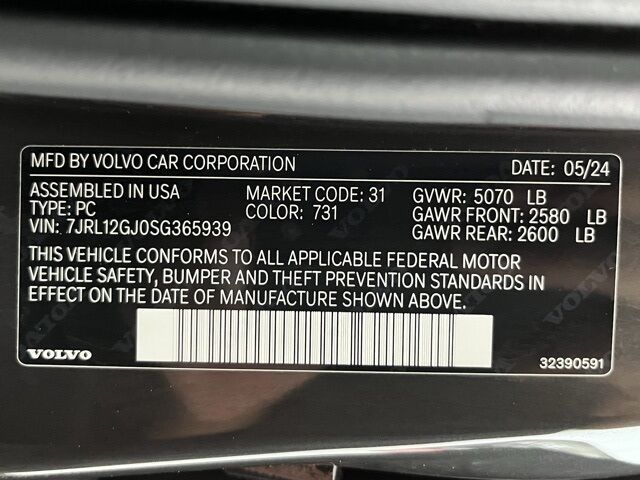 MFD BY VOLVO CAR CORPORATION DATE: 05/24
ASSEMBLED IN USA MARKET CODE: 31 GVWR: 5070 LB
TYPE: PC COLOR: 731 GAWR FRONT: 2580 LB
VIN: 7JRL12GJ0SG365939 GAWR REAR: 2600 LB
THIS VEHICLE CONFORMS TO ALL APPLICABLE FEDERAL MOTOR
VEHICLE SAFETY, BUMPER AND THEFT PREVENTION STANDARDS IN
EFFECT ON THE DATE OF MANUFACTURE SHOWN ABOVE.
VOLVO 32390591